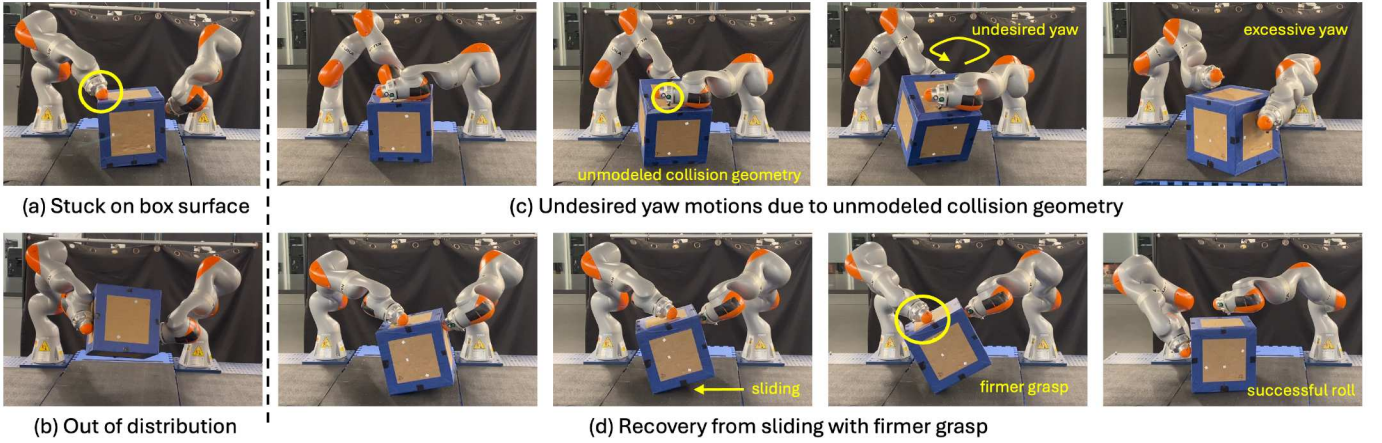 undesired yaw
excessive yaw
unmodeled collision geometry
(a) Stuck on box surface
(c) Undesired yaw motions due to unmodeled collision geometry
sliding
firmer grasp
successful roll
(b) Out of distribution
(d) Recovery from sliding with firmer grasp